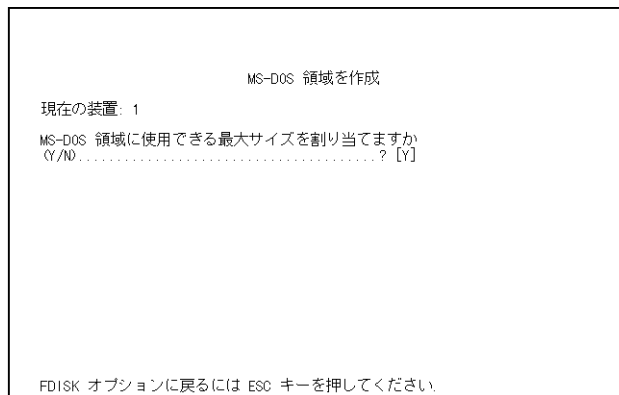 MS-DOS 領域を作成
現在の装置: 1
MS-DOS 領域に使用できる最大サイズを割り当てますか
(Y/N).......................................? [Y]
FDISK オプションに戻るには ESC キーを押してください.